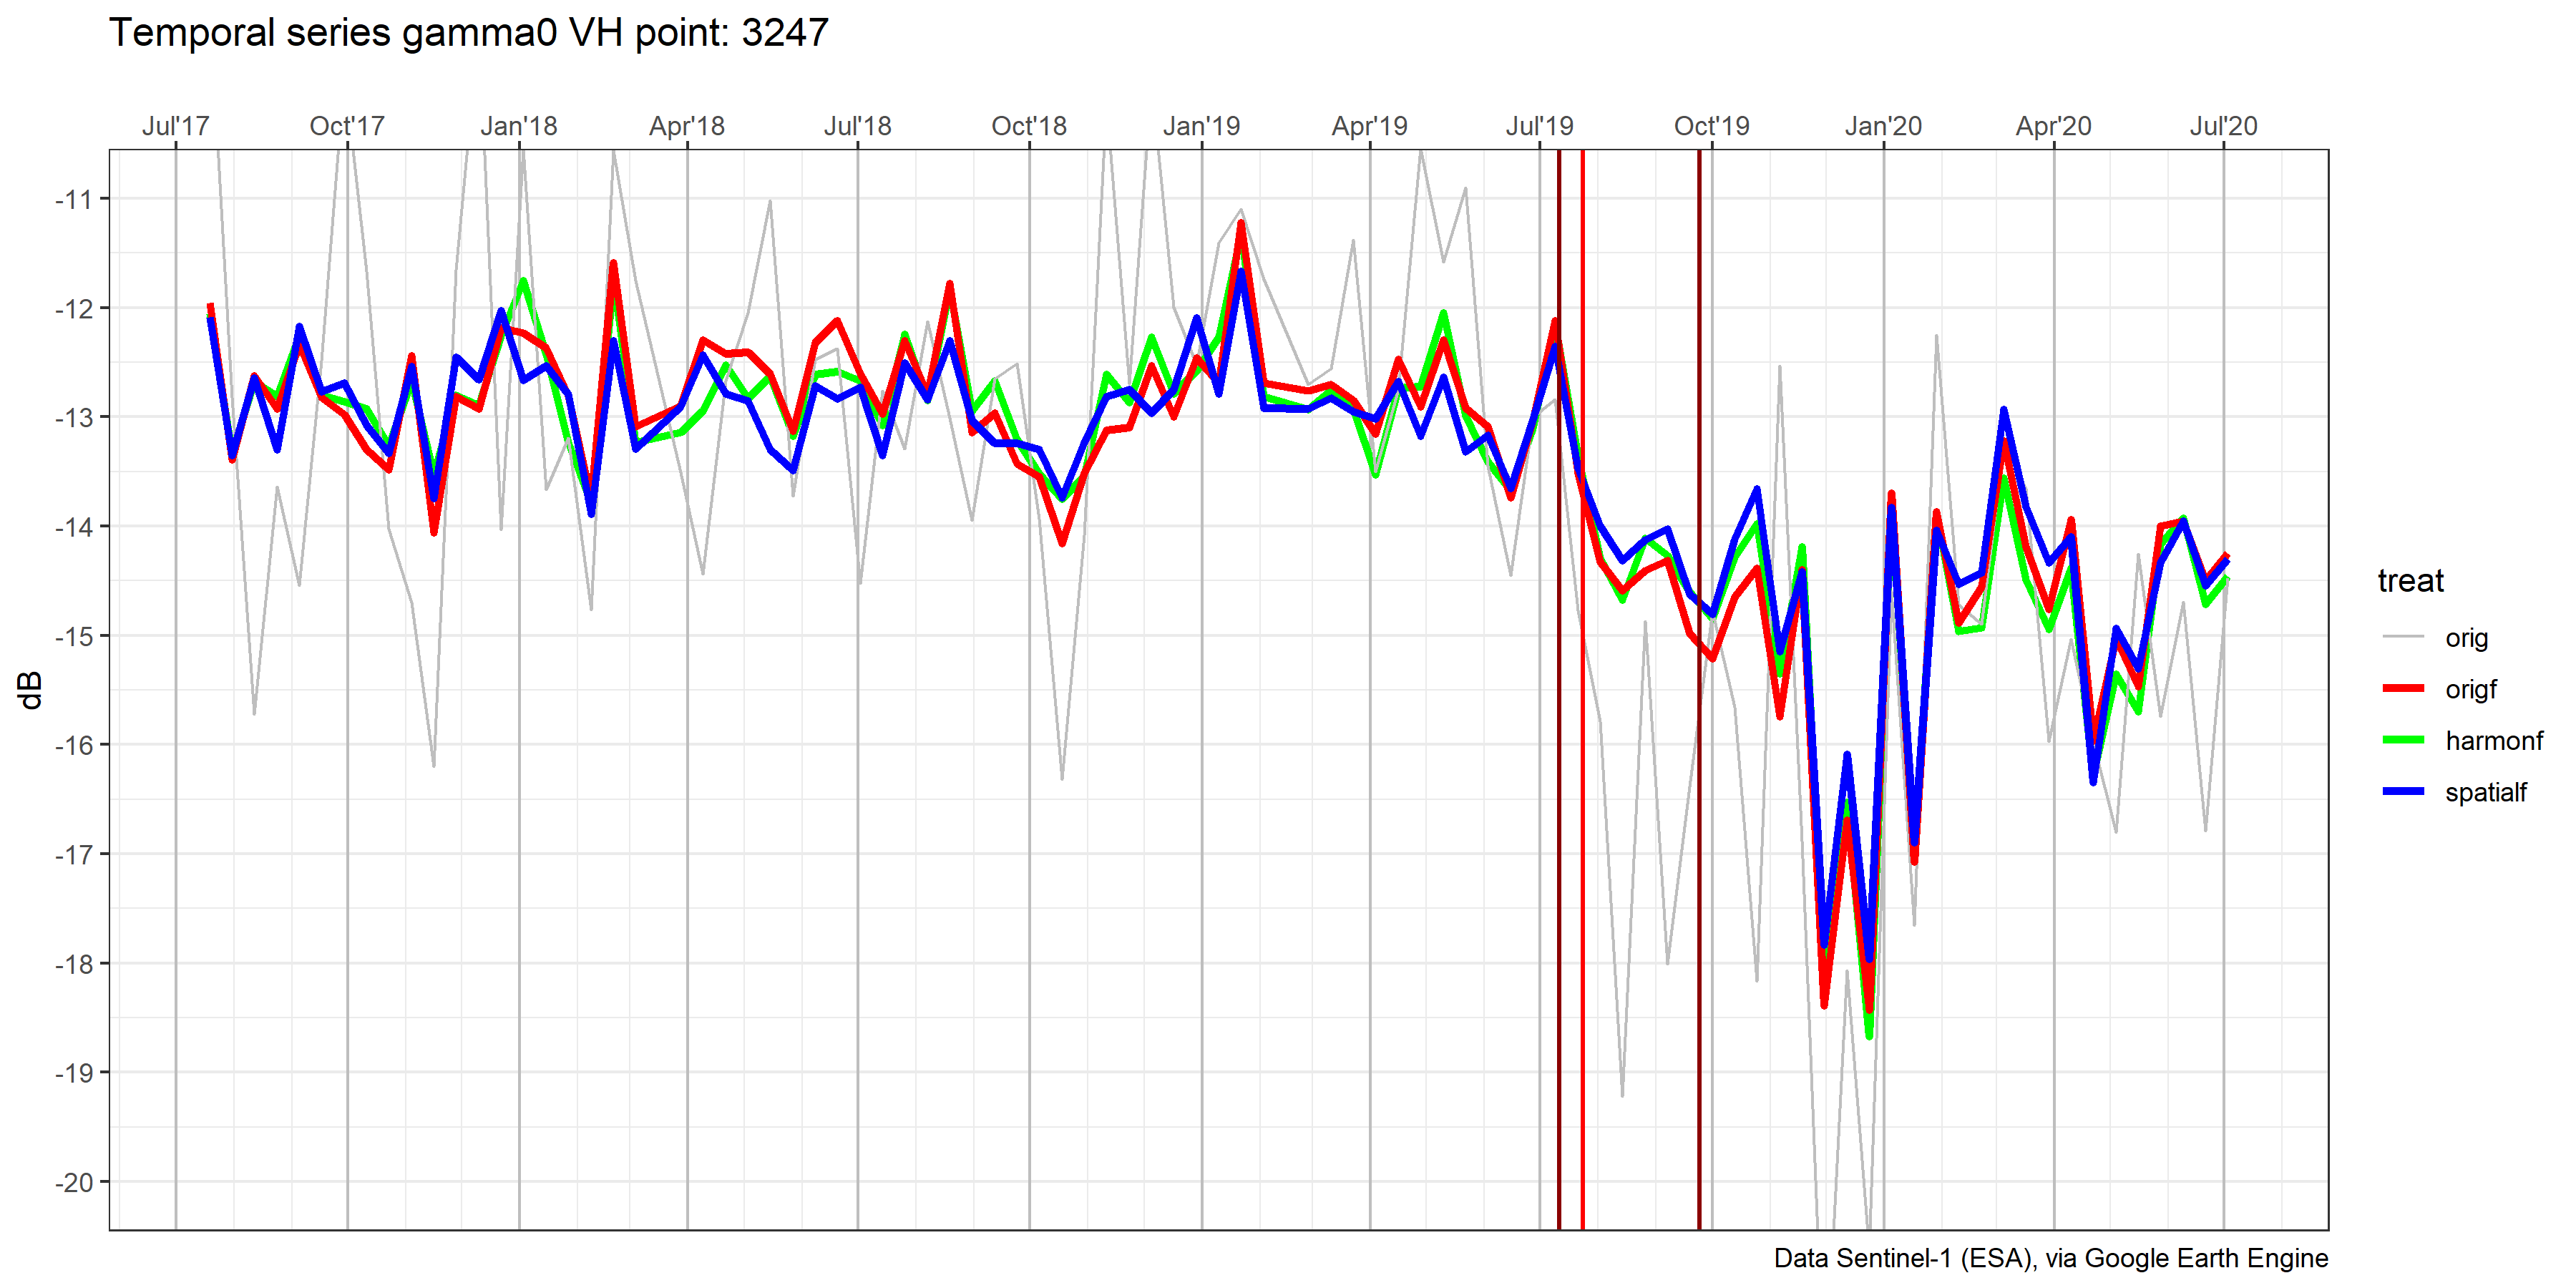 Temporal series gamma0 VH point: 3247
Jul'17 Oct'17 Jan'18 Apr'18 Jul'18 Oct'18 Jan'19 Apr'19 Jul'19 Oct'19 Jan'20 Apr'20 Jul'20
-11
-12
-13
-14
-15
-16
-17
-18
-19
-20
dB
treat
orig
origf
harmonf
spatialf
Data Sentinel-1 (ESA), via Google Earth Engine